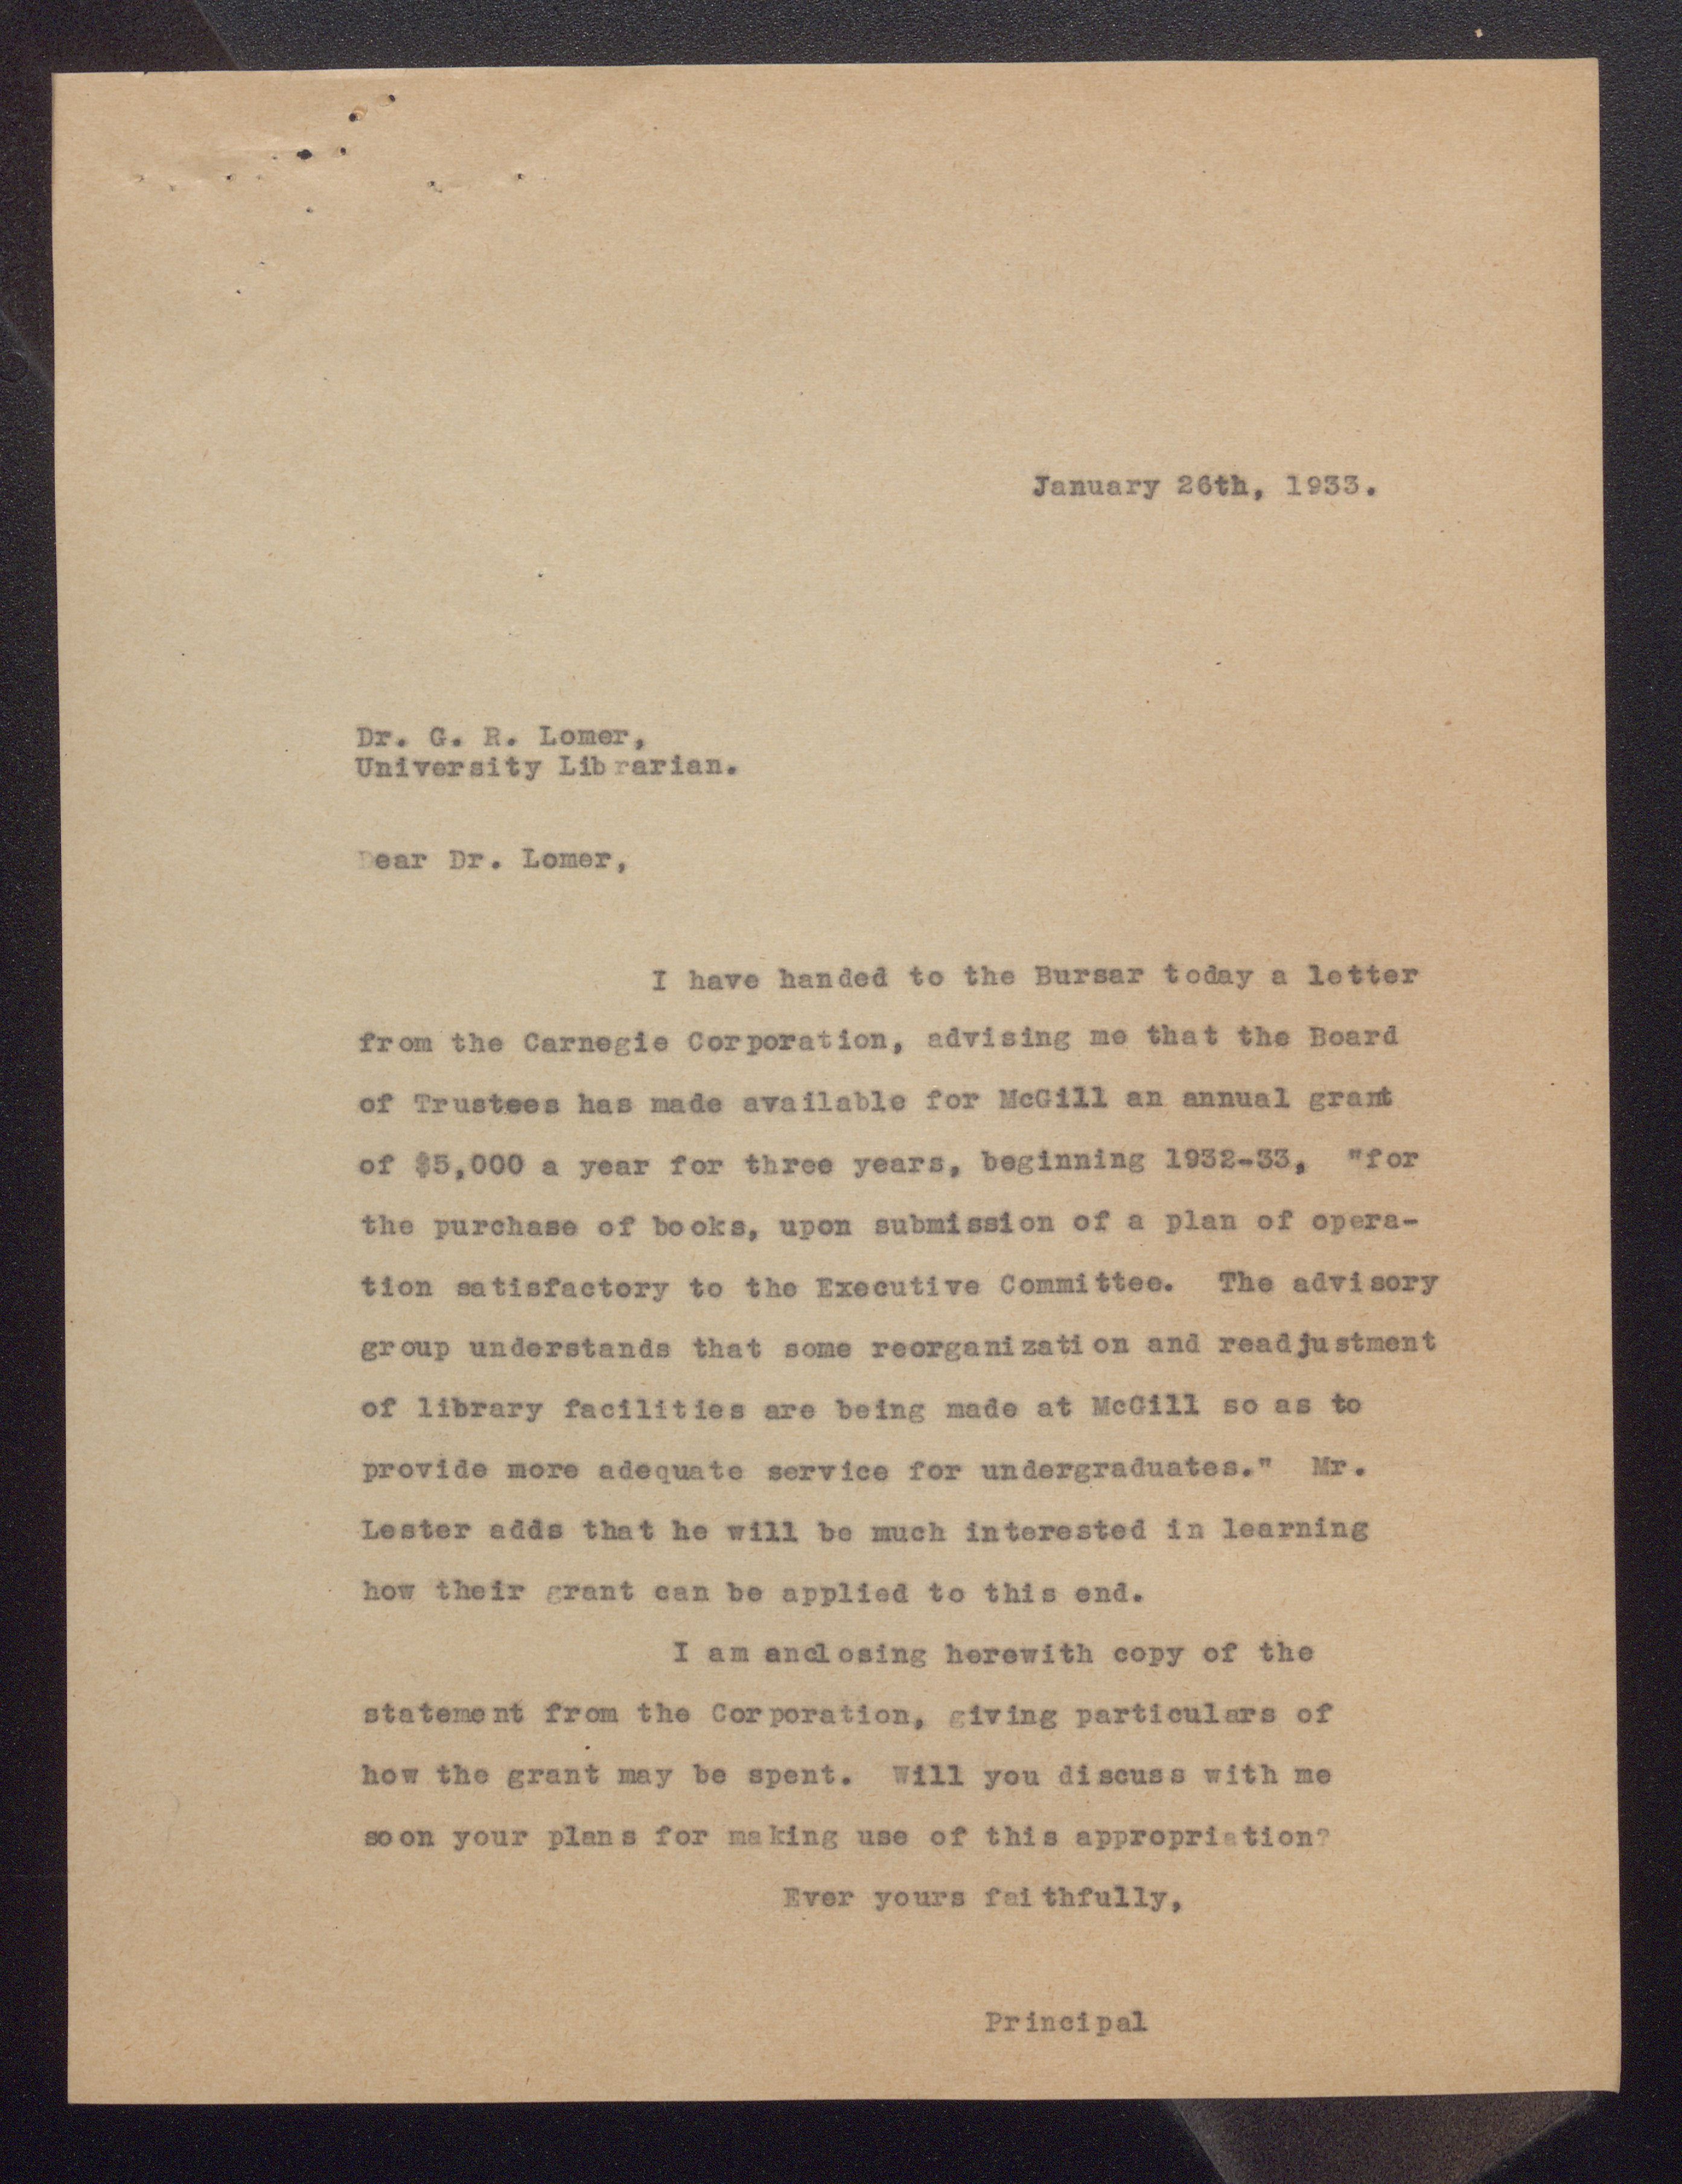 January 26th, 1933.
Dr. G. R. Lomer,
University Librarian.
Dear Dr. Lomer,
I have handed to the Bursar today a letter
from the Carnegie Corporation, advising me that the Board
of Trustees has made available for McGill an annual grant
of $5,000 a year for three years, beginning 1932-33, "for
the purchase of books, upon submission of a plan of opera-
tion satisfactory to the Executive Committee. The advisory
group understands that some reorganization and readjustment
of library facilities are being made at McGill so as to
provide more adequate service for undergraduates." Mr.
Lester adds that he will be much interested in learning
how their grant can be applied to this end.
I am anclosing herewith copy of the
statement from the Corporation, giving particulars of
how the grant may be spent. Will you discuss with me
soon your plans for making use of this appropriation?
Ever yours faithfully,
Principal